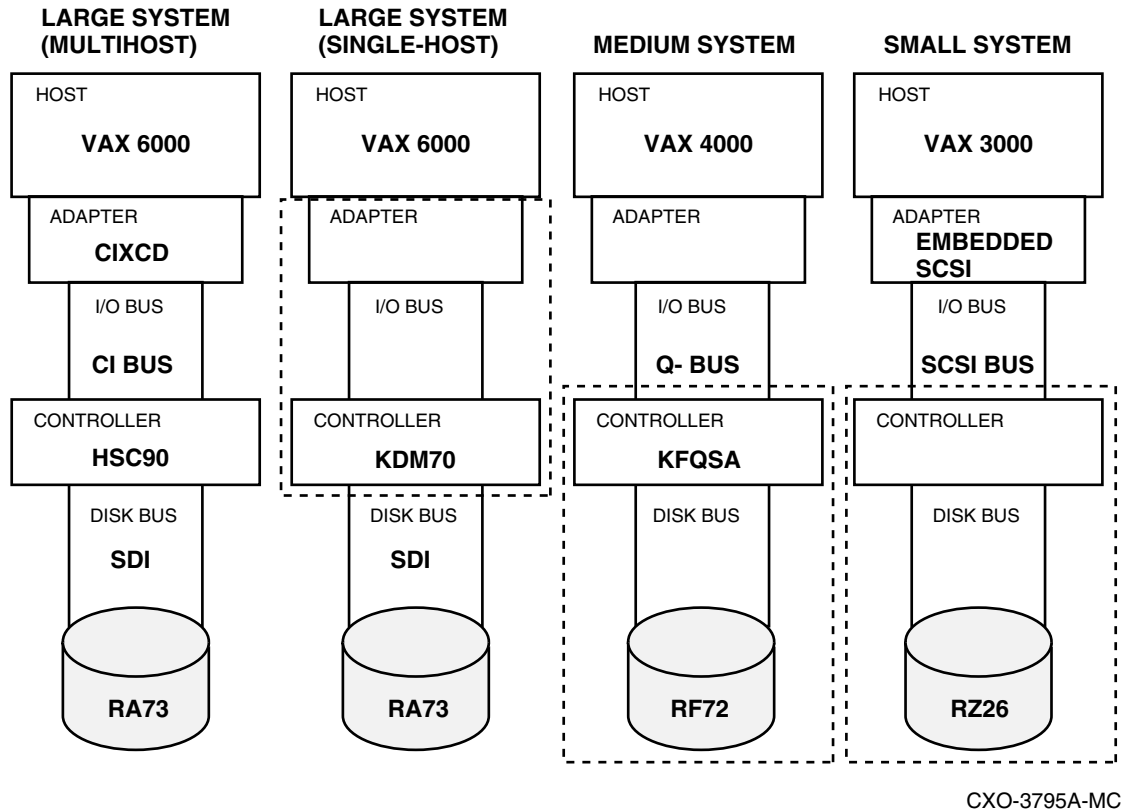 LARGE SYSTEM
(MULTIHOST)
HOST
VAX 6000
ADAPTER
CIXCD
I/O BUS
CI BUS
CONTROLLER
HSC90
DISK BUS
SDI
RA73
LARGE SYSTEM
(SINGLE-HOST)
HOST
VAX 6000
ADAPTER
I/O BUS
CONTROLLER
KDM70
DISK BUS
SDI
RA73
MEDIUM SYSTEM
HOST
VAX 4000
ADAPTER
I/O BUS
Q- BUS
CONTROLLER
KFQSA
DISK BUS
RF72
SMALL SYSTEM
HOST
VAX 3000
ADAPTER
EMBEDDED
SCSI
I/O BUS
SCSI BUS
CONTROLLER
DISK BUS
RZ26
CXO-3795A-MC